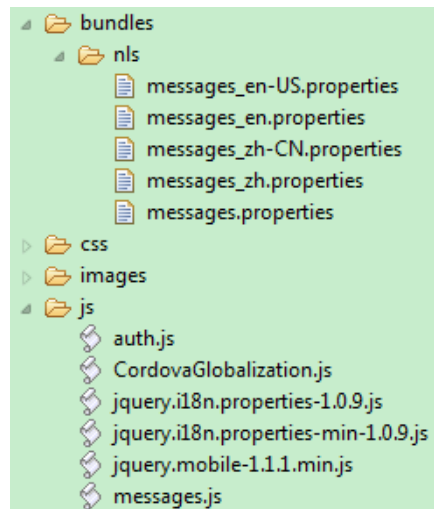 bundles
nls
messages_en-US.properties
messages_en.properties
messages_zh-CN.properties
messages_zh.properties
messages.properties
css
images
js
auth.js
CordovaGlobalization.js
jquery.i18n.properties-1.0.9.js
jquery.i18n.properties-min-1.0.9.js
jquery.mobile-1.1.1.min.js
messages.js